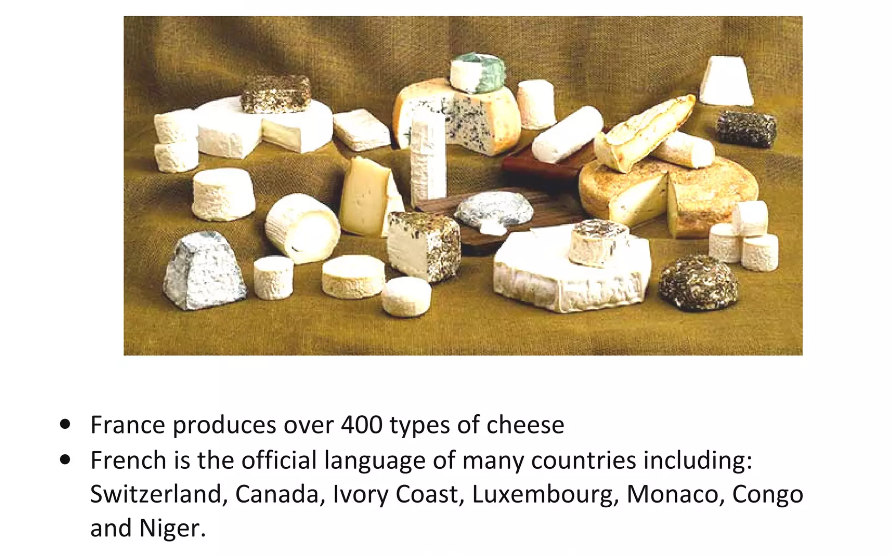 • France produces over 400 types of cheese
• French is the official language of many countries including:
Switzerland, Canada, Ivory Coast, Luxembourg, Monaco, Congo
and Niger.